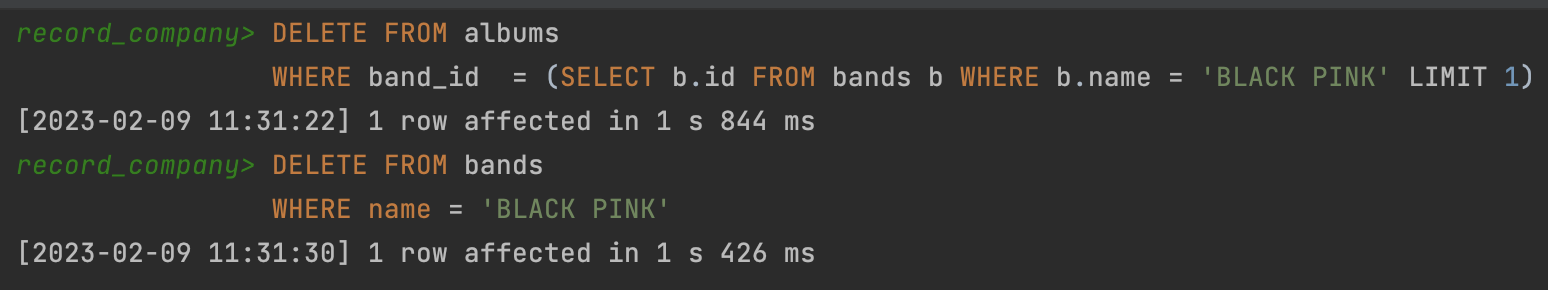 record_company> DELETE FROM albums
WHERE band_id  = (SELECT b.id FROM bands b WHERE b.name = 'BLACK PINK' LIMIT 1)
[2023-02-09 11:31:22] 1 row affected in 1 s 844 ms
record_company> DELETE FROM bands
WHERE name = 'BLACK PINK'
[2023-02-09 11:31:30] 1 row affected in 1 s 426 ms